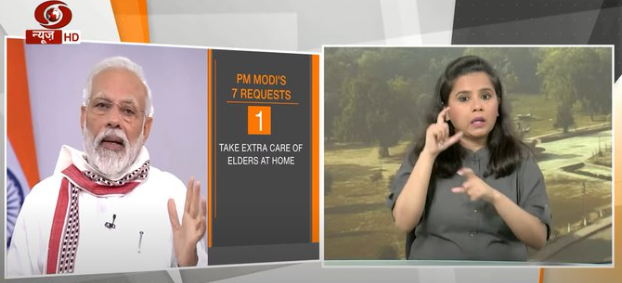 न्यूज़ HD
PM MODI'S
7 REQUESTS
1
TAKE EXTRA CARE OF
ELDERS AT HOME